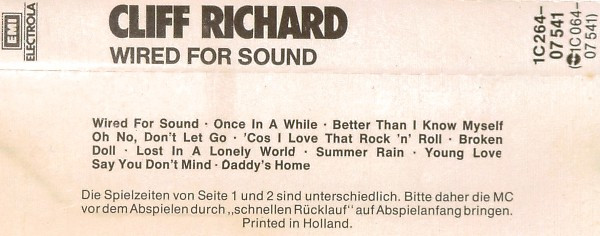 EMI
ELECTROLA
CLIFF RICHARD
WIRED FOR SOUND
1C 264-
07 541
(1C 064-
07 541)
Wired For Sound · Once In A While · Better Than I Know Myself
Oh No, Don't Let Go · 'Cos I Love That Rock 'n' Roll · Broken
Doll · Lost In A Lonely World · Summer Rain · Young Love
Say You Don't Mind · Daddy's Home
Die Spielzeiten von Seite 1 und 2 sind unterschiedlich. Bitte daher die MC
vor dem Abspielen durch „schnellen Rücklauf" auf Abspielanfang bringen.
Printed in Holland.